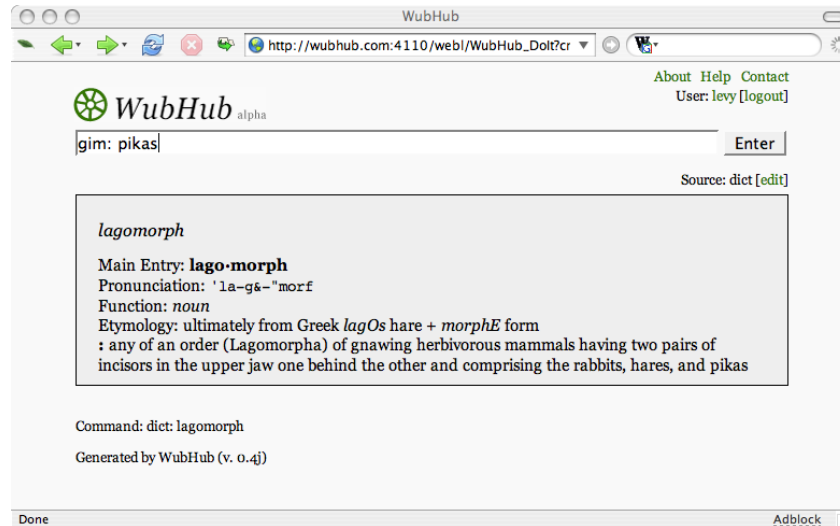 WubHub
http://wubhub.com:4110/webl/WubHub_DoIt?cr
About Help Contact
User: levy [logout]
WubHub alpha
gim: pikas
Enter
Source: dict [edit]
lagomorph
Main Entry: lago·morph
Pronunciation: 'la-g&-"morf
Function: noun
Etymology: ultimately from Greek lagOs hare + morphE form
: any of an order (Lagomorpha) of gnawing herbivorous mammals having two pairs of
incisors in the upper jaw one behind the other and comprising the rabbits, hares, and pikas
Command: dict: lagomorph
Generated by WubHub (v. 0.4j)
Done
Adblock